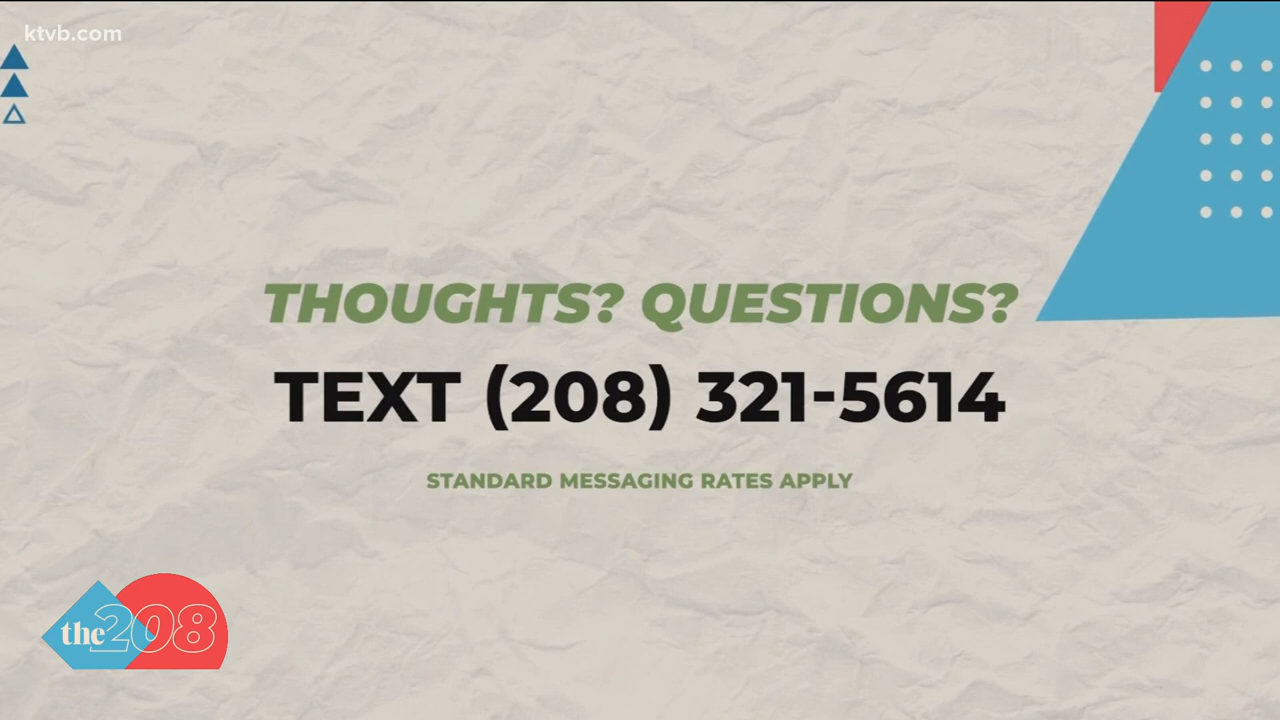 ktvb.com
THOUGHTS? QUESTIONS?
TEXT (208) 321-5614
STANDARD MESSAGING RATES APPLY
the208